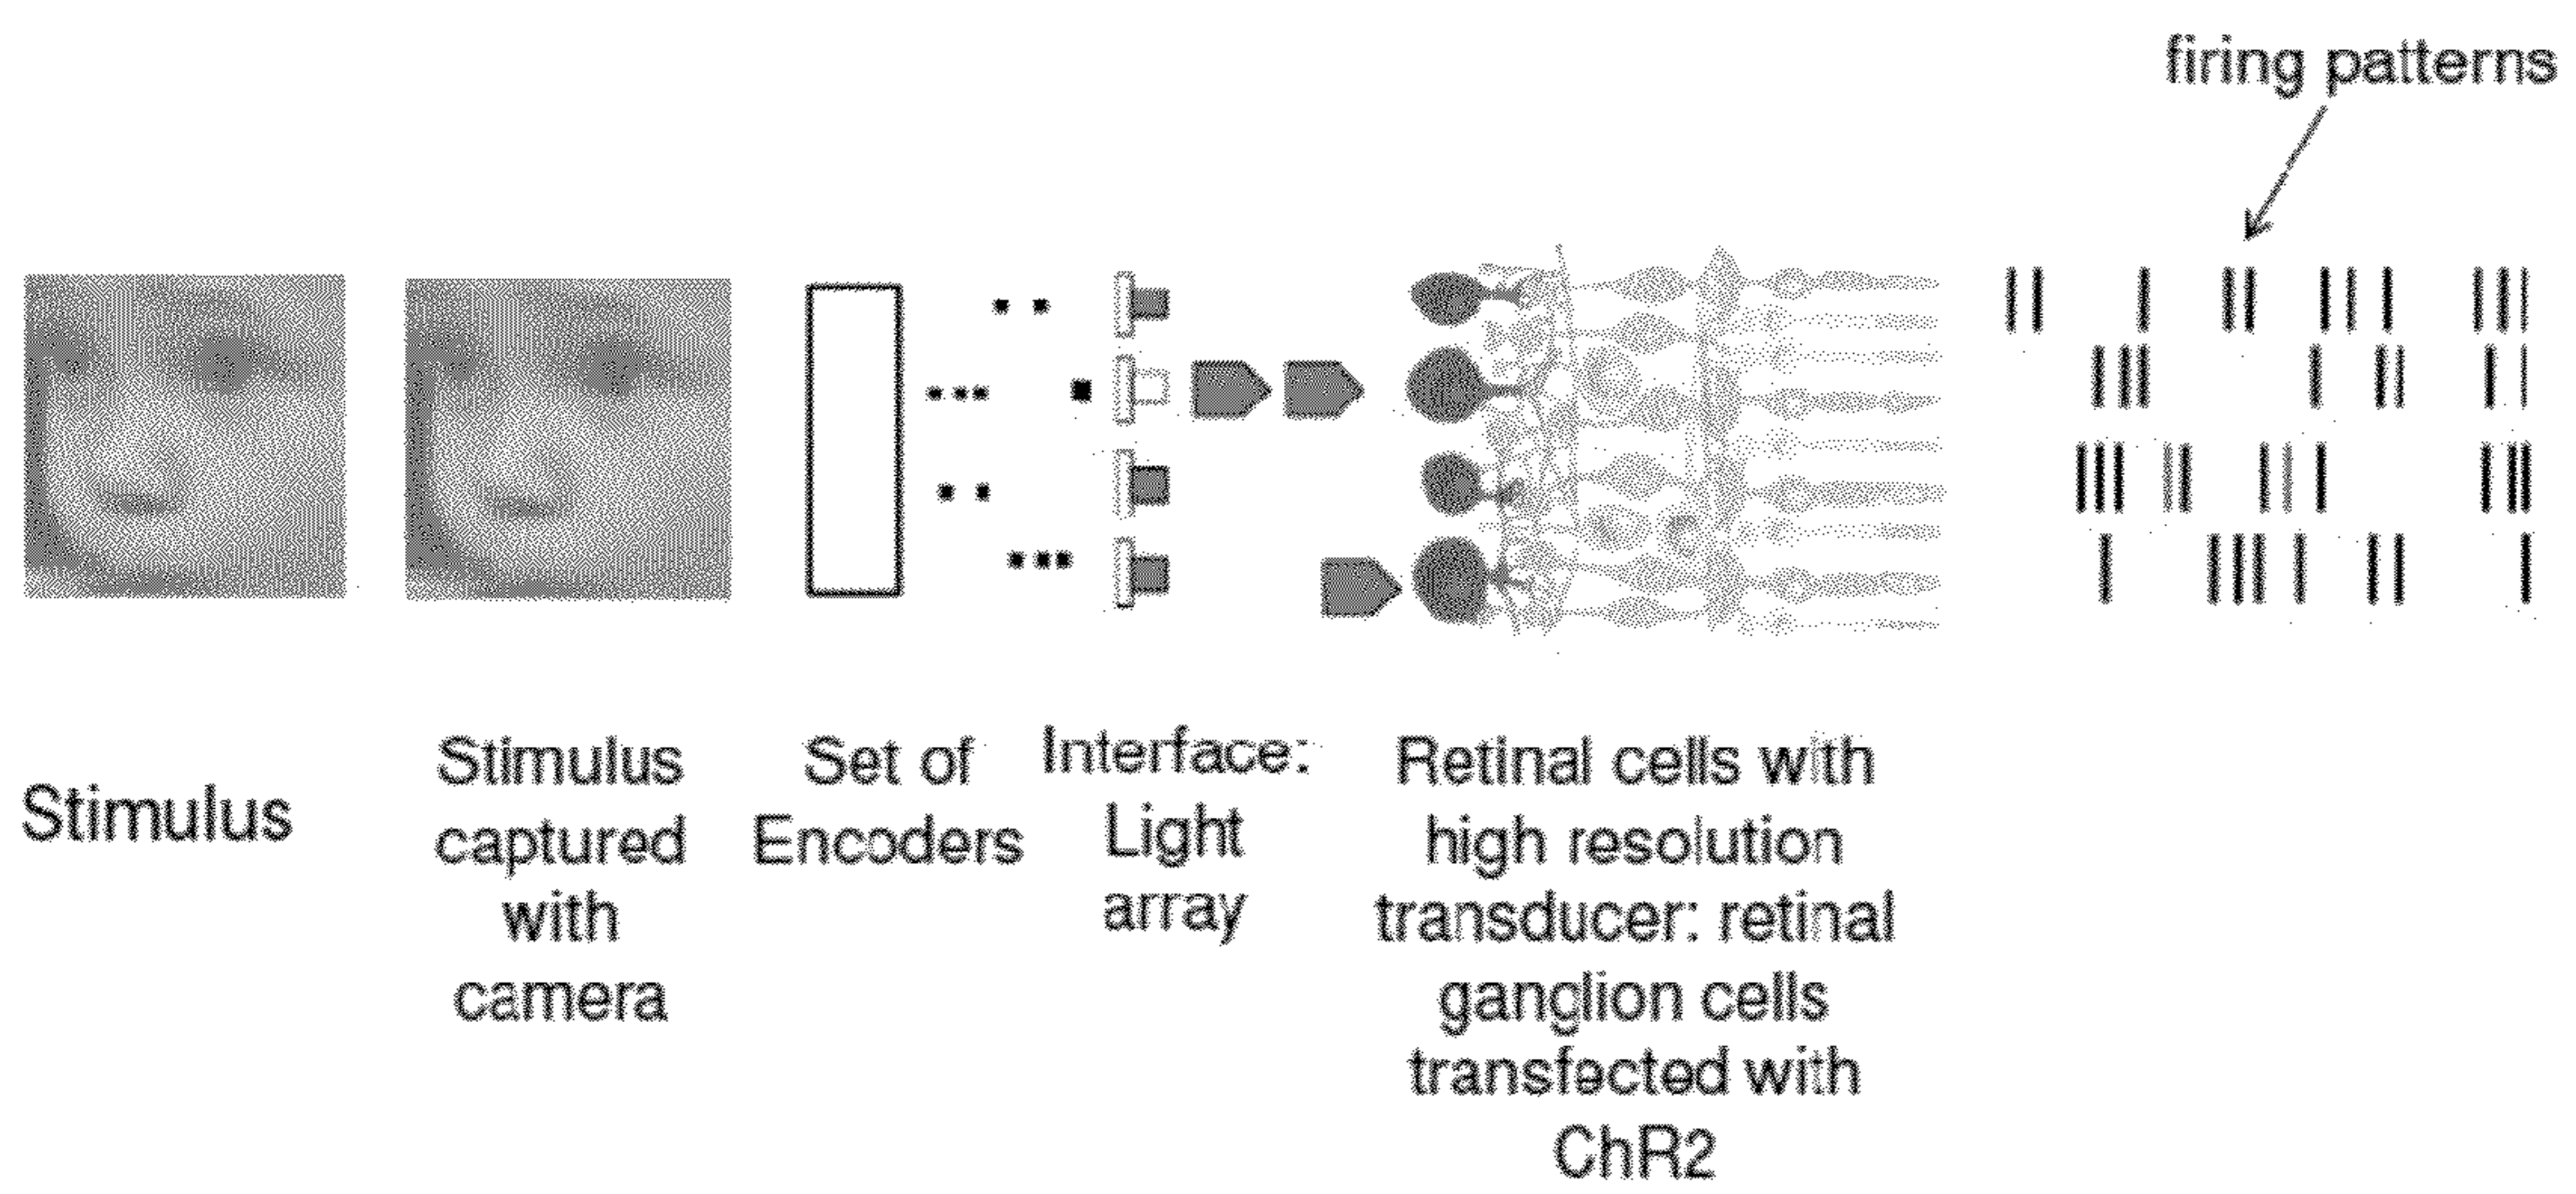 firing patterns
Stimulus
Stimulus
captured
with
camera
Set of
Encoders
Interface:
Light
array
Retinal cells with
high resolution
transducer: retinal
ganglion cells
transfected with
ChR2